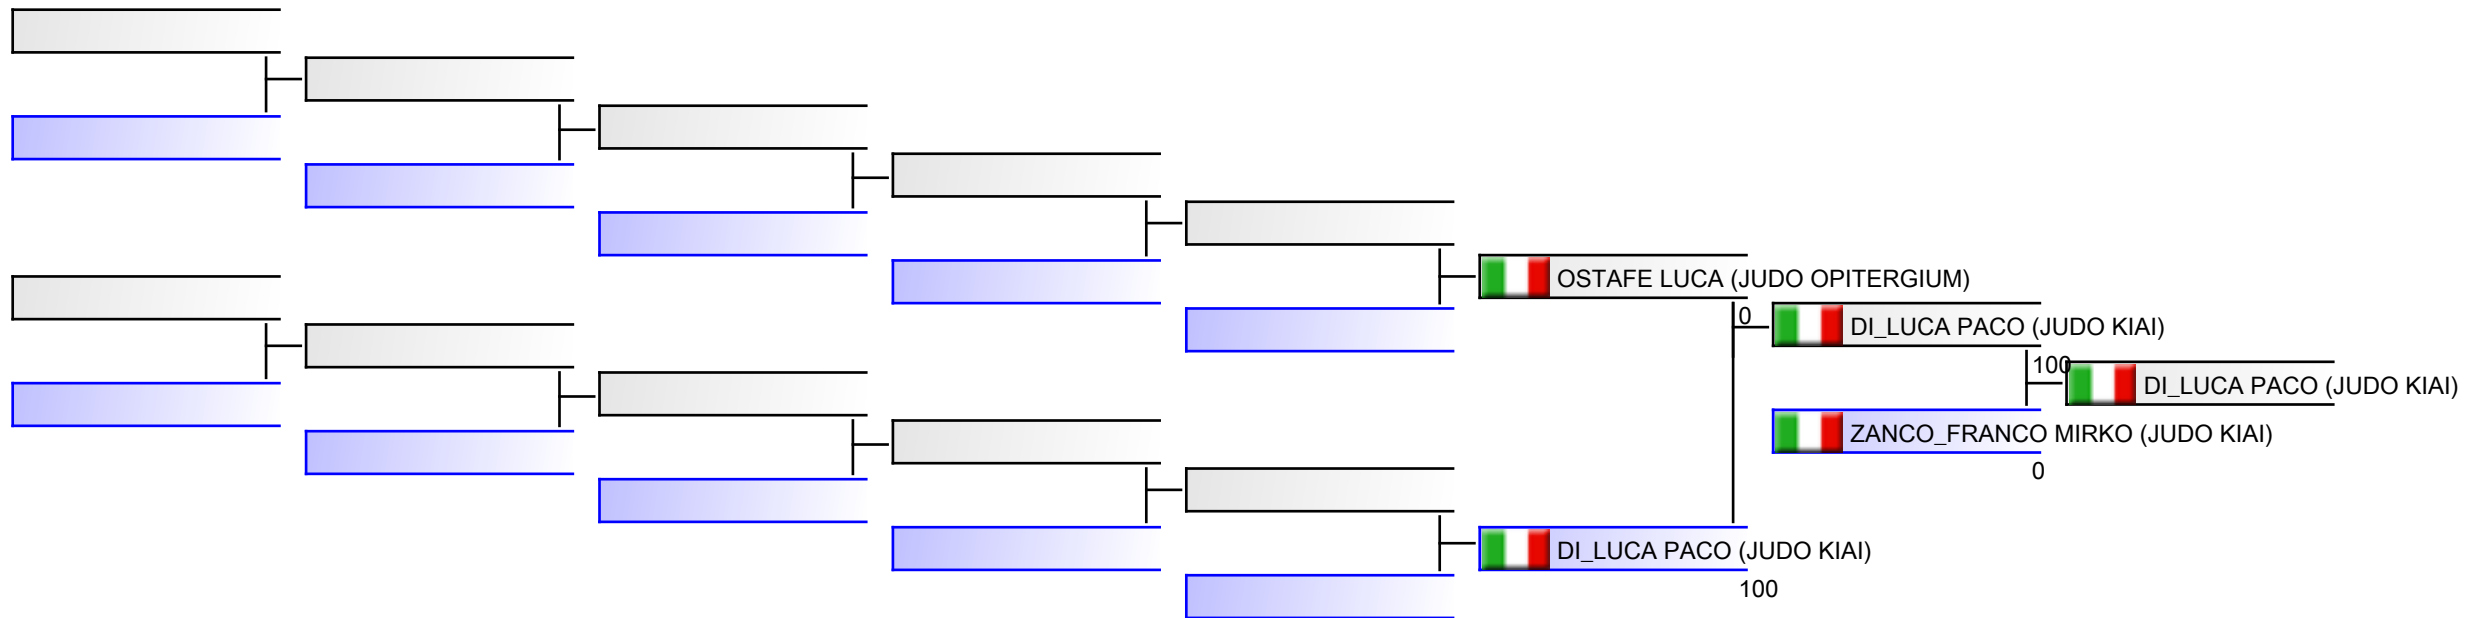 OSTAFE LUCA (JUDO OPITERGIUM)
0
DI_LUCA PACO (JUDO KIAI)
100
DI_LUCA PACO (JUDO KIAI)
ZANCO_FRANCO MIRKO (JUDO KIAI)
0
DI_LUCA PACO (JUDO KIAI)
100